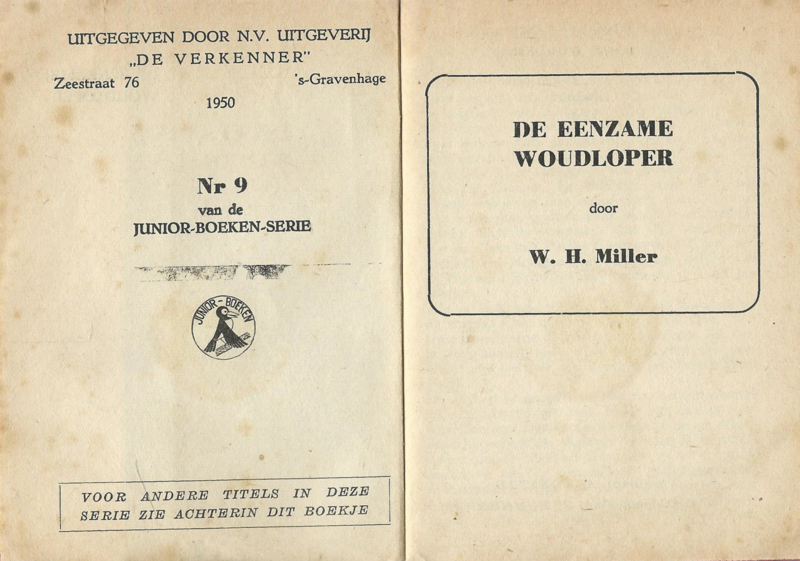 UITGEGEVEN DOOR N.V. UITGEVERIJ
„DE VERKENNER"
Zeestraat 76 's-Gravenhage
1950
Nr 9
van de
JUNIOR-BOEKEN-SERIE
JUNIOR-BOEKEN
VOOR ANDERE TITELS IN DEZE
SERIE ZIE ACHTERIN DIT BOEKJE
DE EENZAME
WOUDLOPER
door
W. H. Miller